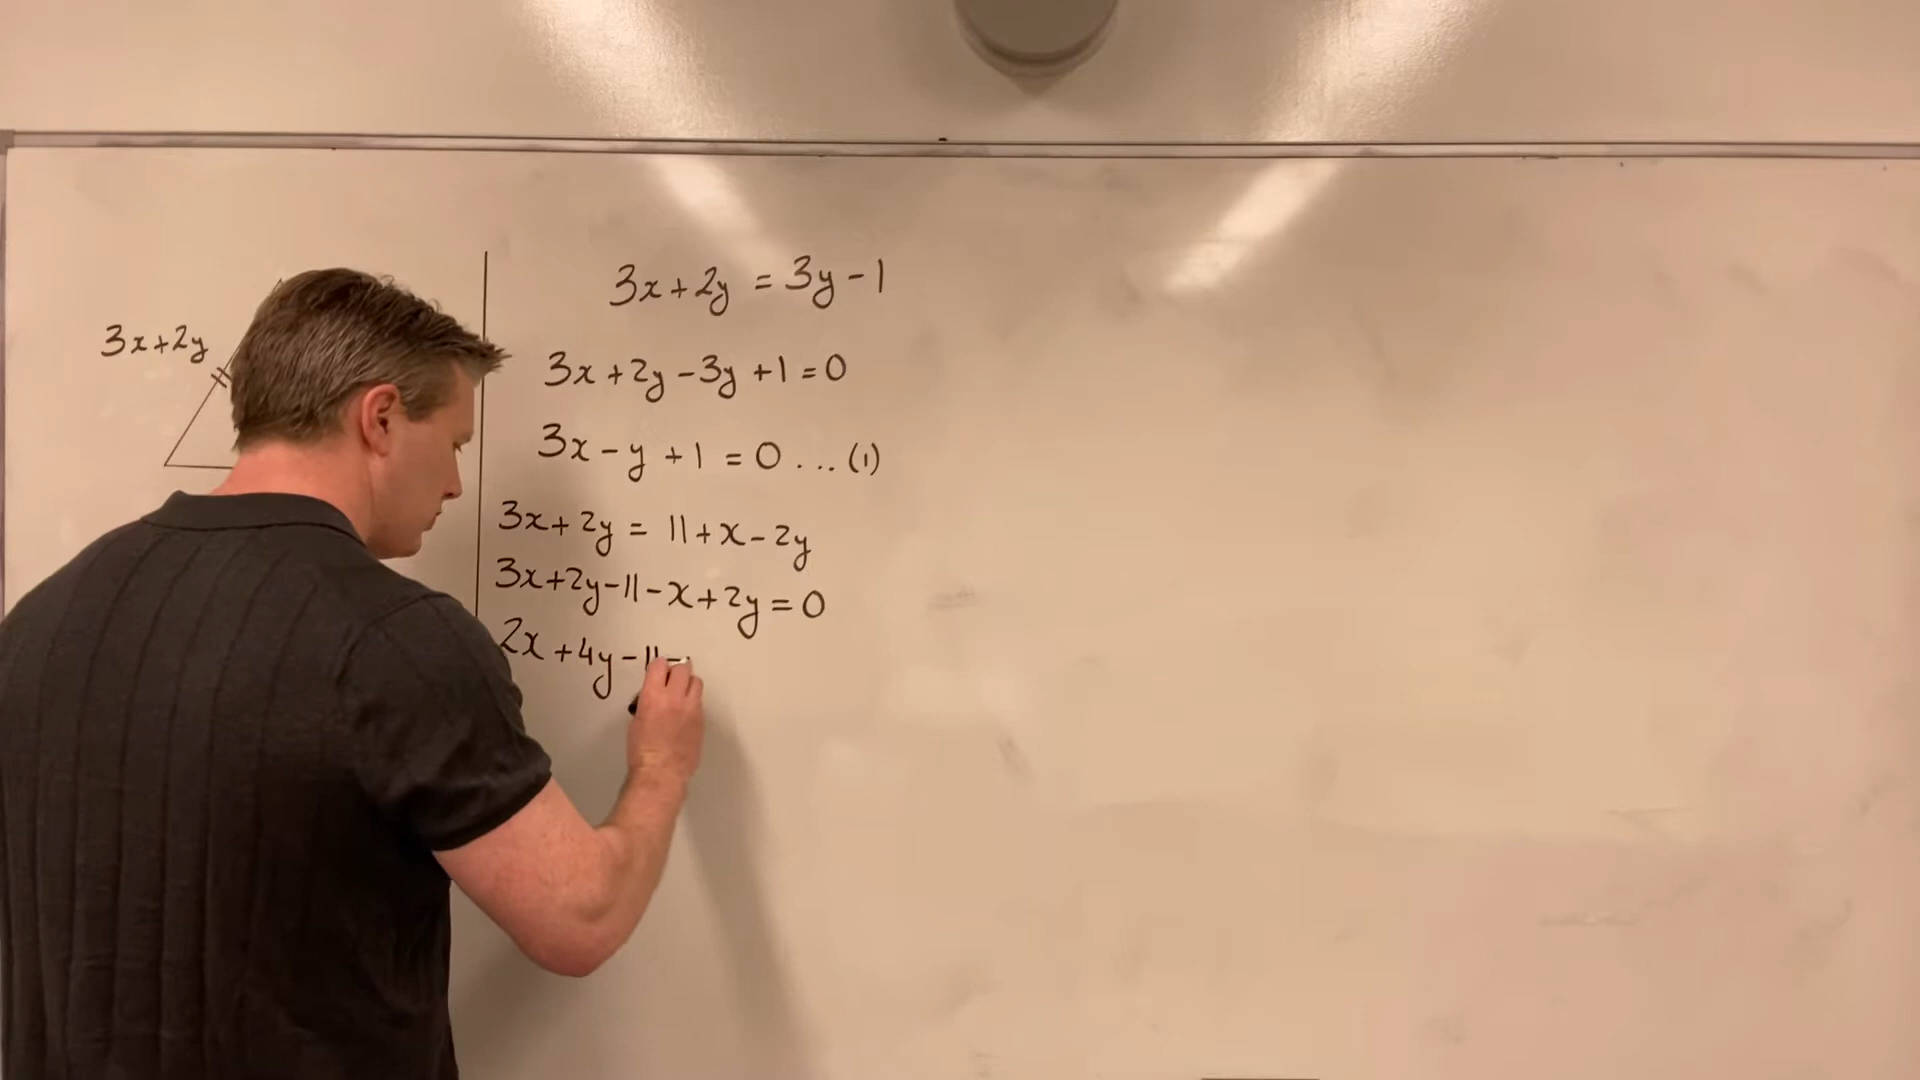 3x+2y
3x+2y = 3y-1
3x+2y-3y+1=0
3x-y+1=0...(1)
3x+2y = 11+x-2y
3x+2y-11-x+2y=0
2x+4y-11